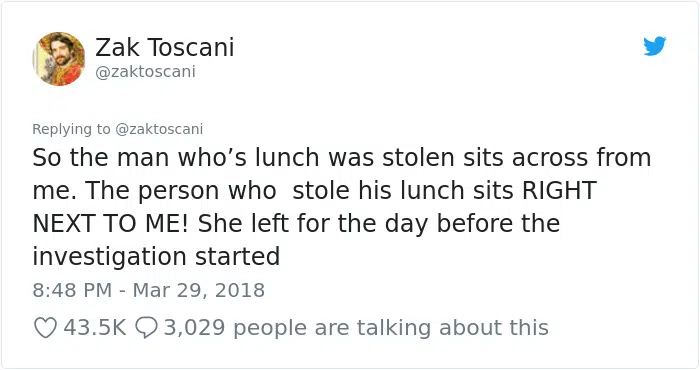 Zak Toscani
@zaktoscani
Replying to @zaktoscani
So the man who’s lunch was stolen sits across from
me. The person who  stole his lunch sits RIGHT
NEXT TO ME! She left for the day before the
investigation started
8:48 PM - Mar 29, 2018
43.5K 3,029 people are talking about this